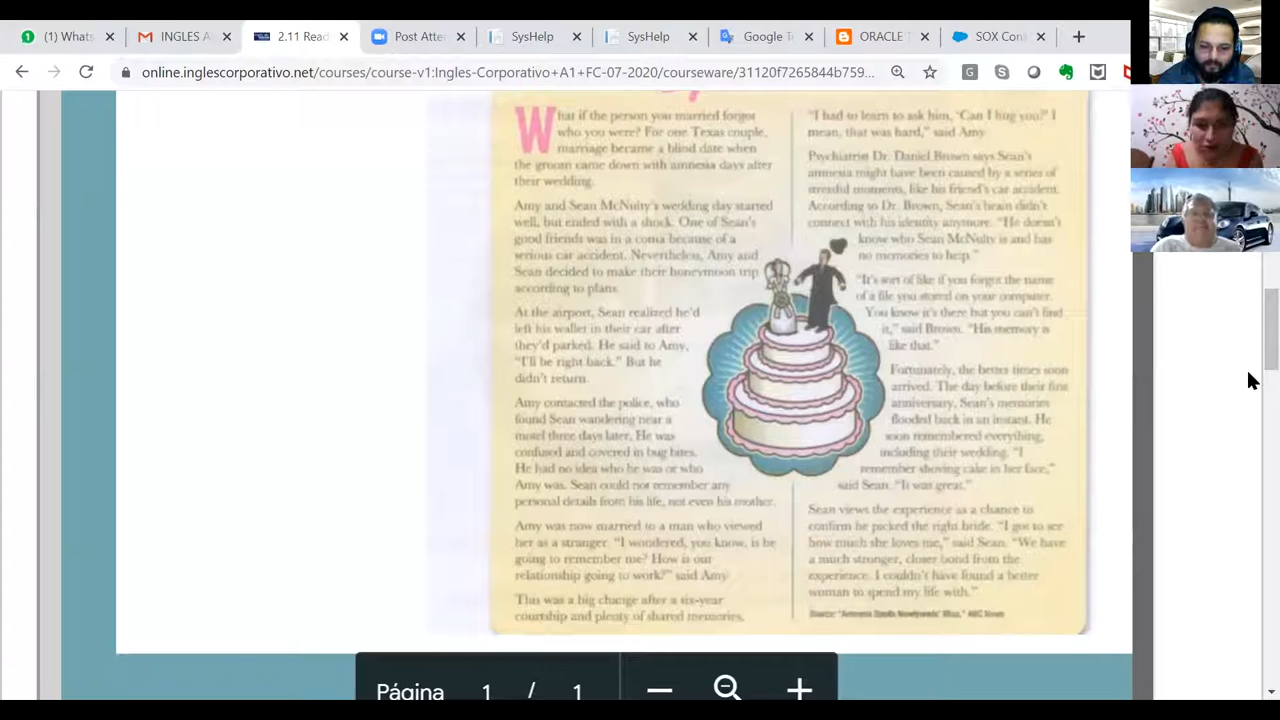 (1) Whats
INGLES A
2.11 Read
Post Atte
SysHelp
SysHelp
Google T
ORACLE
SOX Con
online.inglescorporativo.net/courses/course-v1:Ingles-Corporativo+A1+FC-07-2020/courseware/31120f7265844b759...
What if the person you married forgot
who you were? For one Texas couple,
marriage became a blind date when
the groom came down with amnesia days after
their wedding.
Amy and Sean McNulty's wedding day started
well, but ended with a shock. One of Sean's
good friends was in a coma because of a
serious car accident. Nevertheless, Amy and
Sean decided to make their honeymoon trip
according to plans.
At the airport, Sean realized he'd
left his wallet in their car after
they'd parked. He said to Amy,
"I'll be right back." But he
didn't return.
Amy contacted the police, who
found Sean wandering near a
motel three days later. He was
confused and covered in bug bites.
He had no idea who he was or who
Amy was. Sean could not remember any
personal details from his life, not even his mother.
Amy was now married to a man who viewed
her as a stranger. "I wondered, you know, is he
going to remember me? How is our
relationship going to work?" said Amy
This was a big change after a six-year
courtship and plenty of shared memories.
"I had to learn to ask him, 'Can I hug you?' I
mean, that was hard," said Amy
Psychiatrist Dr. Daniel Brown says Sean's
amnesia might have been caused by a series of
stressful moments, like his friend's car accident.
According to Dr. Brown, Sean's brain didn't
connect with his identity anymore. "He doesn't
know who Sean McNulty is and has
no memories to help."
"It's sort of like if you forgot the name
of a file you stored on your computer.
You know it's there but you can't find
it," said Brown. "His memory is
like that."
Fortunately, the better times soon
arrived. The day before their first
anniversary, Sean's memories
flooded back in an instant. He
soon remembered everything,
including their wedding. "I
remember shoving cake in her face,"
said Sean. "It was great."
Sean views the experience as a chance to
confirm he picked the right bride. "I got to see
how much she loves me," said Sean. "We have
a much stronger, closer bond from the
experience. I couldn't have found a better
woman to spend my life with."
Source: "Amnesia Spoils Newlyweds' Bliss," ABC News
Página 1 / 1